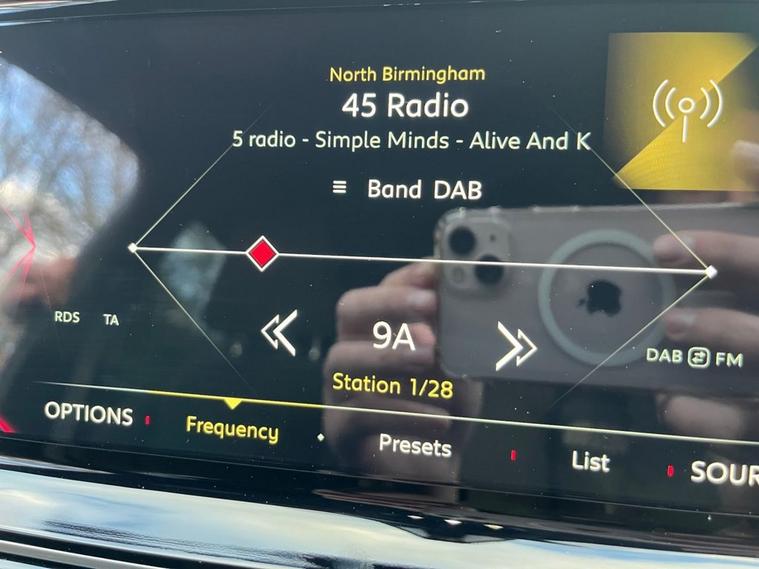 North Birmingham
45 Radio
5 radio - Simple Minds - Alive And K
Band DAB
RDS TA
9A
DAB FM
Station 1/28
OPTIONS Frequency Presets List SOUR